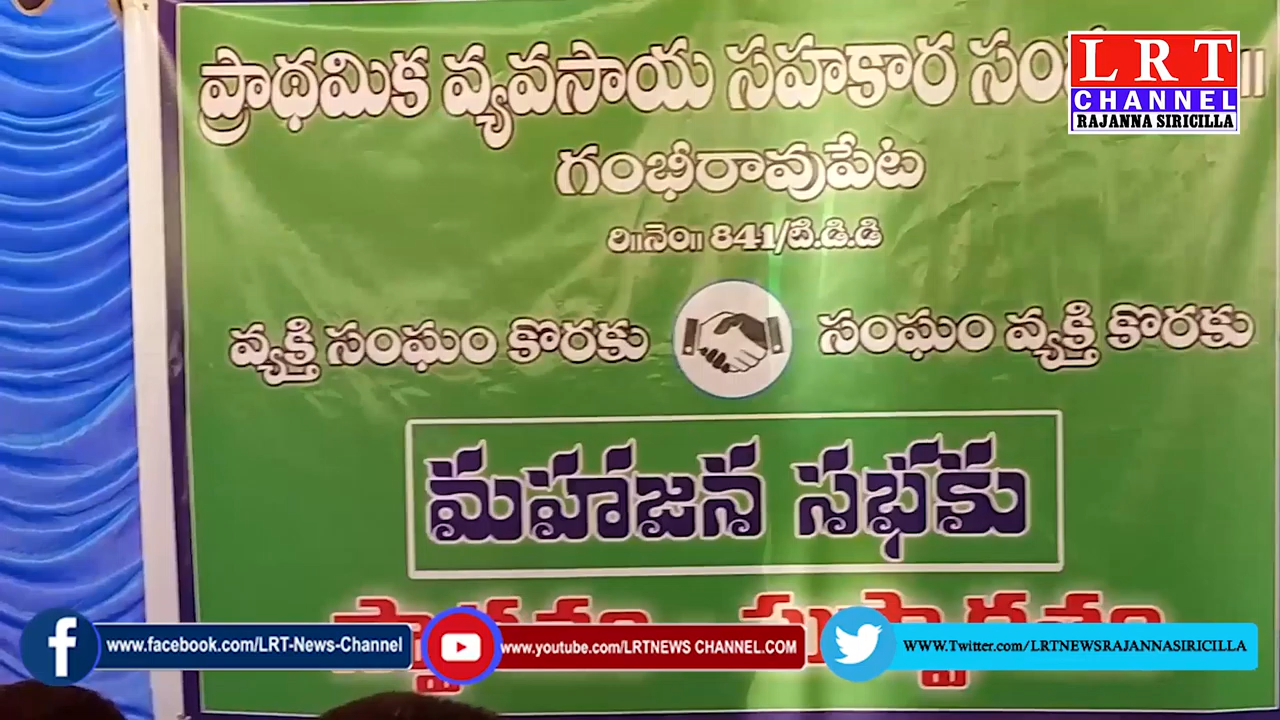 ప్రాథమిక వ్యవసాయ సహకార సం
LRT
CHANNEL
RAJANNA SIRICILLA
గంభీరావుపేట
రి॥నెం॥ 841/టి.డి.డి
వ్యక్తి సంఘం కొరకు
సంఘం వ్యక్తి కొరకు
మహాజన సభకు
www.facebook.com/LRT-News-Channel
www.youtube.com/LRTNEWS CHANNEL.COM
WWW.Twitter.com/LRTNEWSRAJANNASIRICILLA